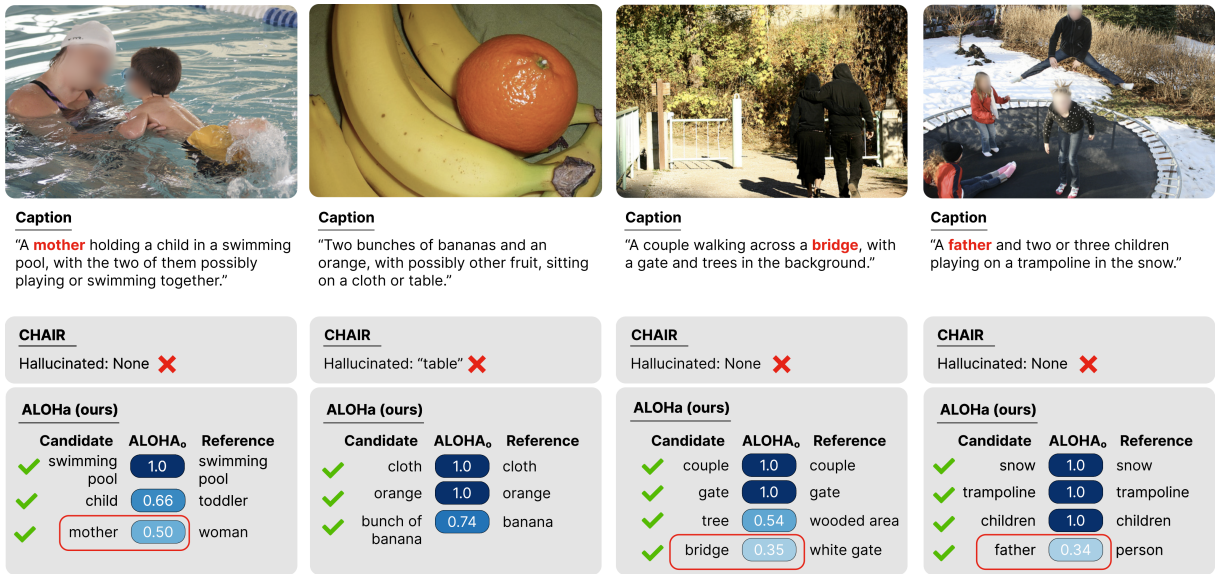 Caption
“A mother holding a child in a swimming
pool, with the two of them possibly
playing or swimming together.”
CHAIR
Hallucinated: None
ALOHa (ours)
Candidate ALOHAₒ Reference
swimming pool 1.0 swimming pool
child 0.66 toddler
mother 0.50 woman
Caption
“Two bunches of bananas and an
orange, with possibly other fruit, sitting
on a cloth or table.”
CHAIR
Hallucinated: “table”
ALOHa (ours)
Candidate ALOHAₒ Reference
cloth 1.0 cloth
orange 1.0 orange
bunch of banana 0.74 banana
Caption
“A couple walking across a bridge, with
a gate and trees in the background.”
CHAIR
Hallucinated: None
ALOHa (ours)
Candidate ALOHAₒ Reference
couple 1.0 couple
gate 1.0 gate
tree 0.54 wooded area
bridge 0.35 white gate
Caption
“A father and two or three children
playing on a trampoline in the snow.”
CHAIR
Hallucinated: None
ALOHa (ours)
Candidate ALOHAₒ Reference
snow 1.0 snow
trampoline 1.0 trampoline
children 1.0 children
father 0.34 person